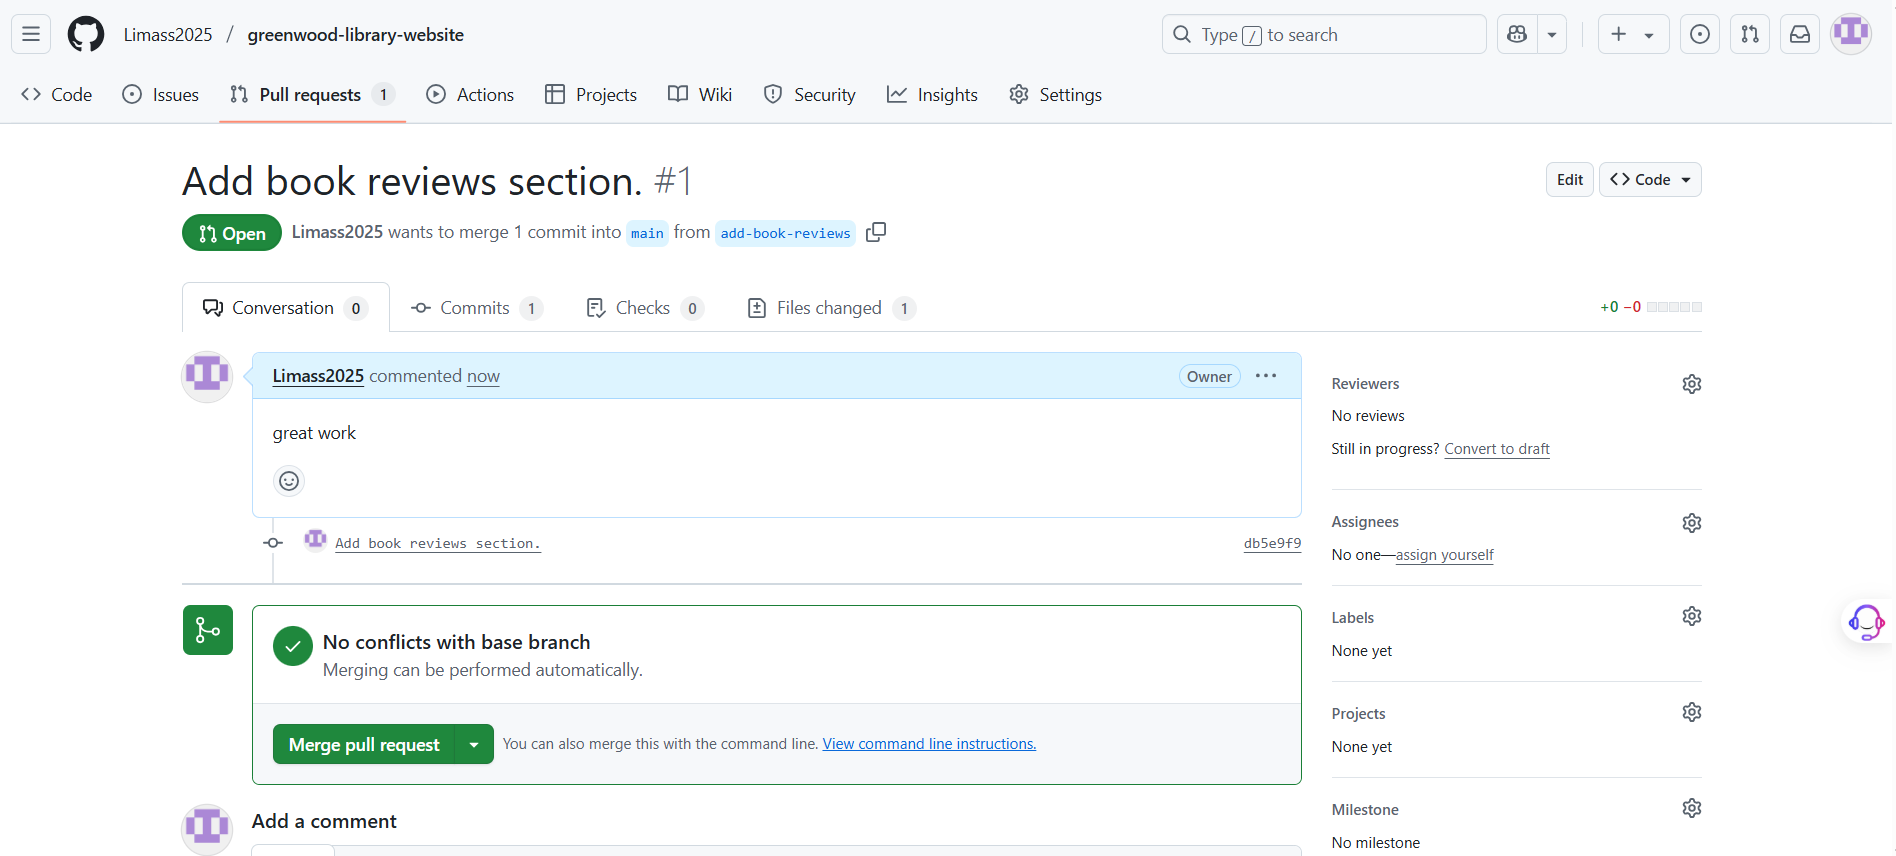 Limass2025 / greenwood-library-website
Type / to search
Code Issues Pull requests 1 Actions Projects Wiki Security Insights Settings
Add book reviews section. #1
Edit Code
Open Limass2025 wants to merge 1 commit into main from add-book-reviews
Conversation 0 Commits 1 Checks 0 Files changed 1
+0 −0
Limass2025 commented now
Owner
great work
Add book reviews section.
db5e9f9
No conflicts with base branch
Merging can be performed automatically.
Merge pull request
You can also merge this with the command line. View command line instructions.
Add a comment
Reviewers
No reviews
Still in progress? Convert to draft
Assignees
No one—assign yourself
Labels
None yet
Projects
None yet
Milestone
No milestone